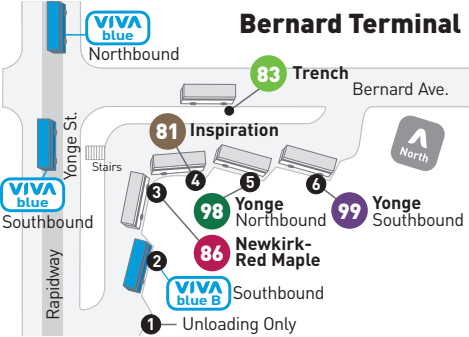 Bernard Terminal
VIVA
blue
Northbound
83 Trench
Bernard Ave.
81 Inspiration
Yonge St.
Stairs
North
VIVA
blue
Southbound
4
5
6
3
98 Yonge
Northbound
99 Yonge
Southbound
86 Newkirk-
Red Maple
2
VIVA
blue B
Southbound
Rapidway
1 Unloading Only